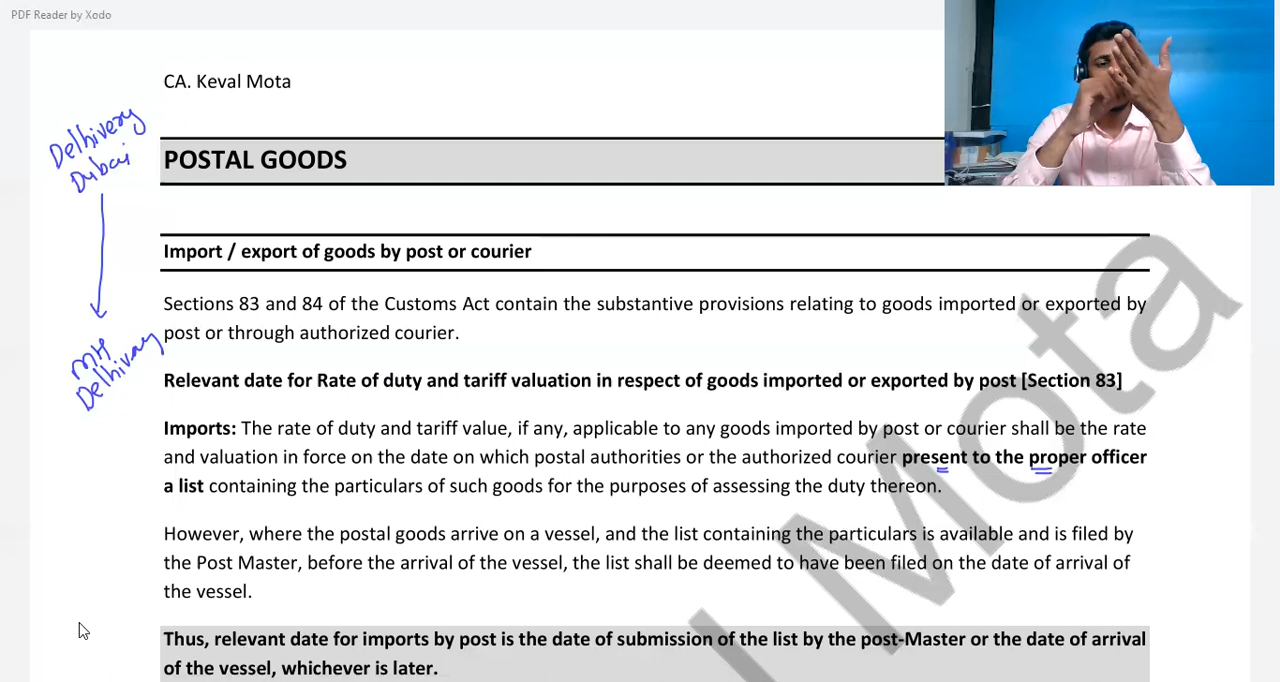 PDF Reader by Xodo
CA. Keval Mota
Delhivery
Dubai
POSTAL GOODS
Import / export of goods by post or courier
Sections 83 and 84 of the Customs Act contain the substantive provisions relating to goods imported or exported by
post or through authorized courier.
MH
Delhivery
Relevant date for Rate of duty and tariff valuation in respect of goods imported or exported by post [Section 83]
Imports: The rate of duty and tariff value, if any, applicable to any goods imported by post or courier shall be the rate
and valuation in force on the date on which postal authorities or the authorized courier present to the proper officer
a list containing the particulars of such goods for the purposes of assessing the duty thereon.
However, where the postal goods arrive on a vessel, and the list containing the particulars is available and is filed by
the Post Master, before the arrival of the vessel, the list shall be deemed to have been filed on the date of arrival of
the vessel.
Thus, relevant date for imports by post is the date of submission of the list by the post-Master or the date of arrival
of the vessel, whichever is later.
l Mota